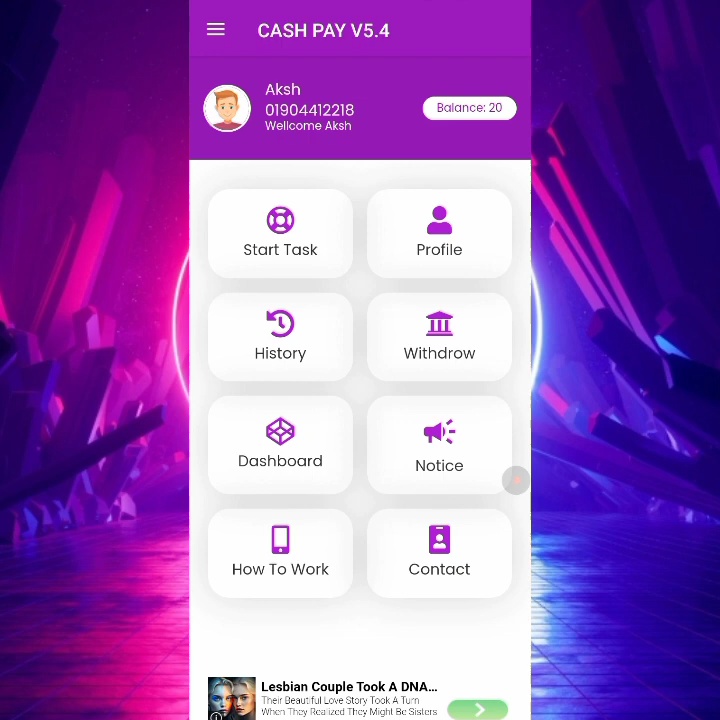 CASH PAY V5.4
Aksh
01904412218
Wellcome Aksh
Balance: 20
Start Task
Profile
History
Withdrow
Dashboard
Notice
How To Work
Contact
Lesbian Couple Took A DNA...
Their Beautiful Love Story Took A Turn
When They Realized They Might Be Sisters